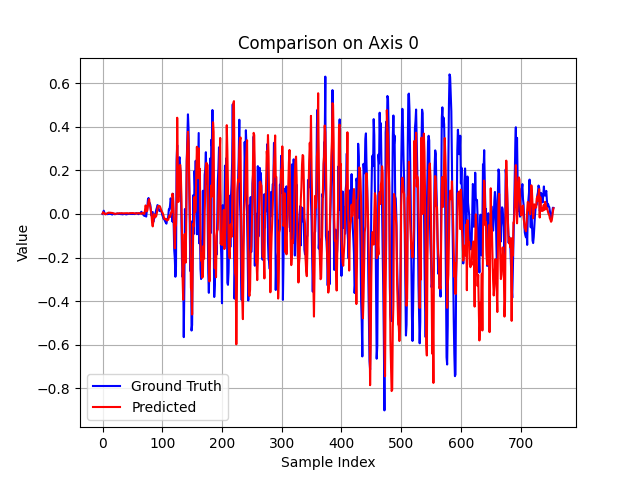 Comparison on Axis 0
0.6
0.4
0.2
0.0
−0.2
−0.4
−0.6
−0.8
Value
Ground Truth
Predicted
0 100 200 300 400 500 600 700
Sample Index